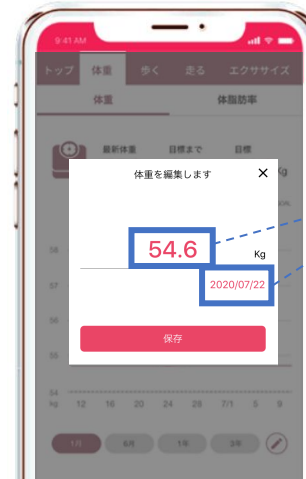 9:41 AM
トップ 体重 歩く 走る エクササイズ
体重 体脂肪率
最新体重 目標まで 目標
体重を編集します ×
Kg
58
54.6 Kg
57
2020/07/22
56
保存
55
54
kg 12 16 20 24 28 7/1 5 9
1月 6月 1年 3年